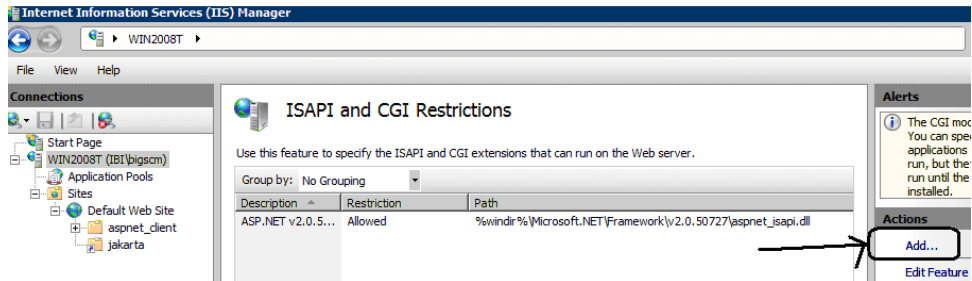 Internet Information Services (IIS) Manager
WIN2008T
File View Help
Connections
Start Page
WIN2008T (IBI\bigscm)
Application Pools
Sites
Default Web Site
aspnet_client
jakarta
ISAPI and CGI Restrictions
Use this feature to specify the ISAPI and CGI extensions that can run on the Web server.
Group by: No Grouping
Description Restriction Path
ASP.NET v2.0.5... Allowed %windir%\Microsoft.NET\Framework\v2.0.50727\aspnet_isapi.dll
Alerts
The CGI mod
You can spec
applications
run, but the
run until the
installed.
Actions
Add...
Edit Feature